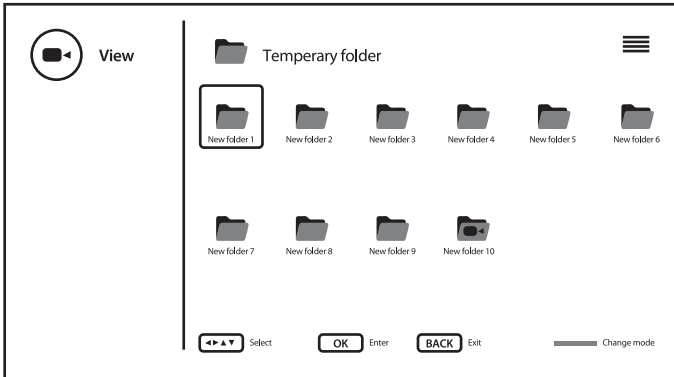 View
Temperary folder
New folder 1 New folder 2 New folder 3 New folder 4 New folder 5 New folder 6
New folder 7 New folder 8 New folder 9 New folder 10
Select OK Enter BACK Exit Change mode